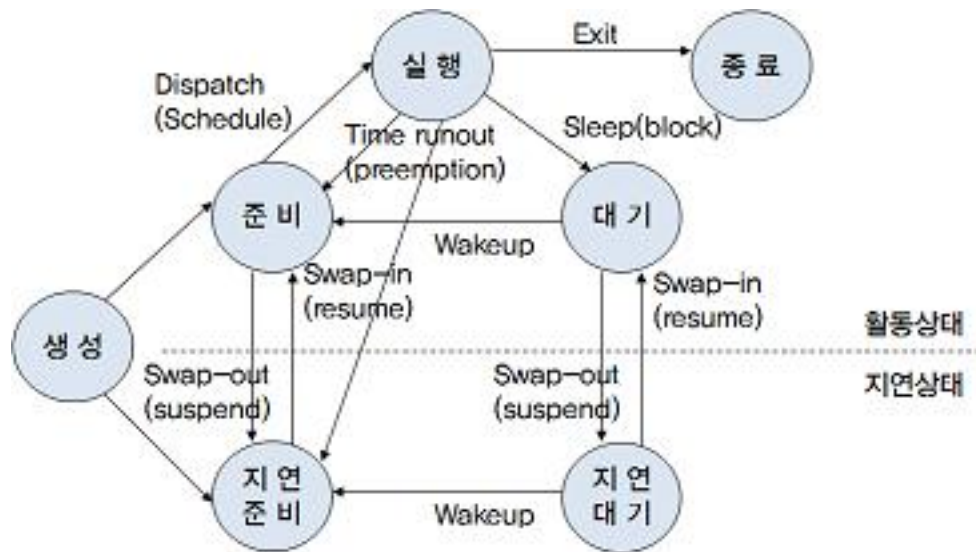 실 행
Exit
종 료
Dispatch
(Schedule)
Time runout
(preemption)
Sleep(block)
준 비
대 기
Wakeup
Swap-in
(resume)
Swap-in
(resume)
생 성
활동상태
Swap-out
(suspend)
Swap-out
(suspend)
지연상태
지 연
준 비
지 연
대 기
Wakeup